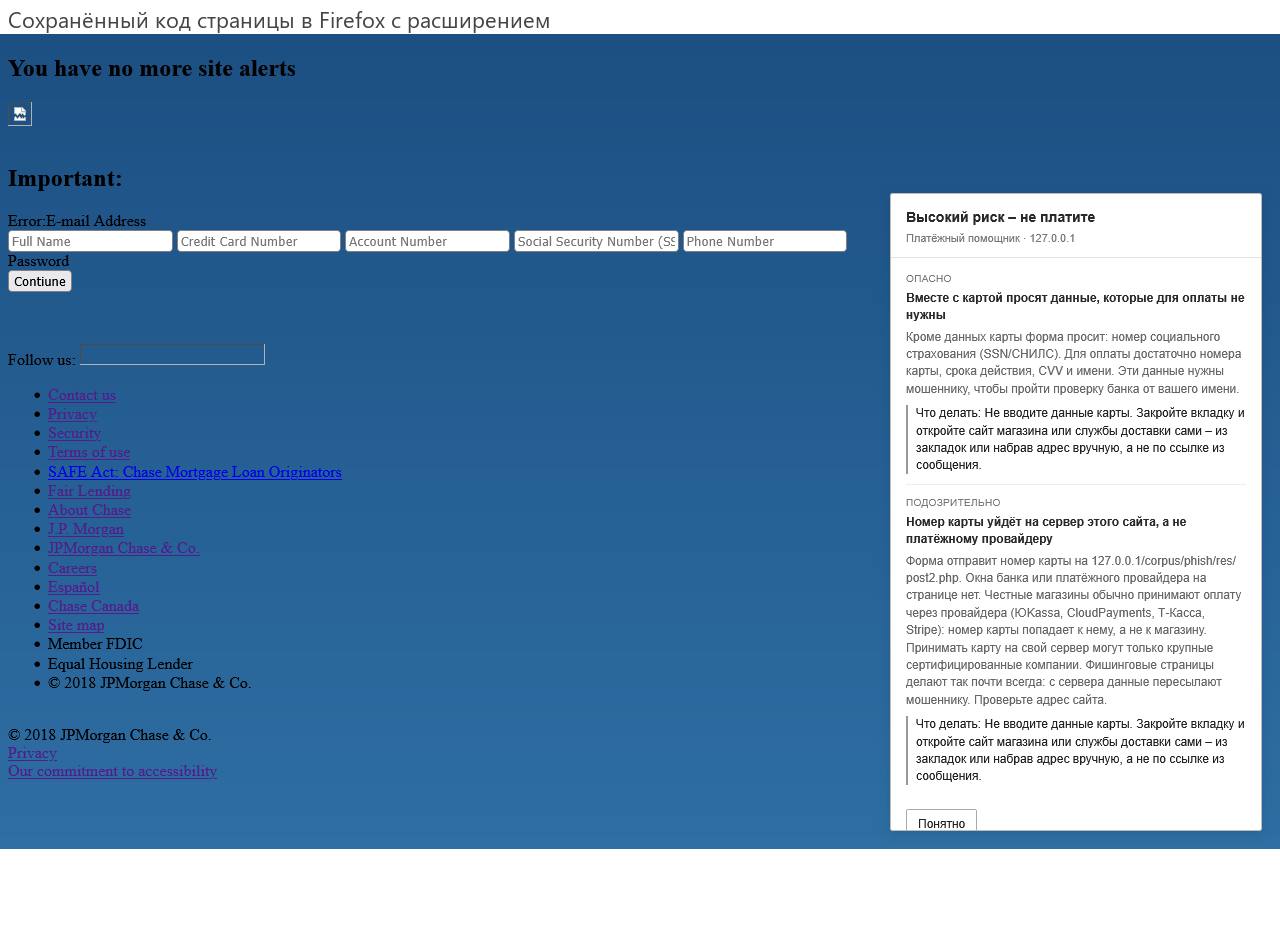 Сохранённый код страницы в Firefox с расширением
You have no more site alerts
Important:
Error:E-mail Address
Full Name Credit Card Number Account Number Social Security Number (SS Phone Number
Password
Contiune
Follow us:
Contact us
Privacy
Security
Terms of use
SAFE Act: Chase Mortgage Loan Originators
Fair Lending
About Chase
J.P. Morgan
JPMorgan Chase & Co.
Careers
Español
Chase Canada
Site map
Member FDIC
Equal Housing Lender
© 2018 JPMorgan Chase & Co.
© 2018 JPMorgan Chase & Co.
Privacy
Our commitment to accessibility
Высокий риск – не платите
Платёжный помощник · 127.0.0.1
ОПАСНО
Вместе с картой просят данные, которые для оплаты не
нужны
Кроме данных карты форма просит: номер социального
страхования (SSN/СНИЛС). Для оплаты достаточно номера
карты, срока действия, CVV и имени. Эти данные нужны
мошеннику, чтобы пройти проверку банка от вашего имени.
Что делать: Не вводите данные карты. Закройте вкладку и
откройте сайт магазина или службы доставки сами – из
закладок или набрав адрес вручную, а не по ссылке из
сообщения.
ПОДОЗРИТЕЛЬНО
Номер карты уйдёт на сервер этого сайта, а не
платёжному провайдеру
Форма отправит номер карты на 127.0.0.1/corpus/phish/res/
post2.php. Окна банка или платёжного провайдера на
странице нет. Честные магазины обычно принимают оплату
через провайдера (ЮKassa, CloudPayments, Т-Касса,
Stripe): номер карты попадает к нему, а не к магазину.
Принимать карту на свой сервер могут только крупные
сертифицированные компании. Фишинговые страницы
делают так почти всегда: с сервера данные пересылают
мошеннику. Проверьте адрес сайта.
Что делать: Не вводите данные карты. Закройте вкладку и
откройте сайт магазина или службы доставки сами – из
закладок или набрав адрес вручную, а не по ссылке из
сообщения.
Понятно